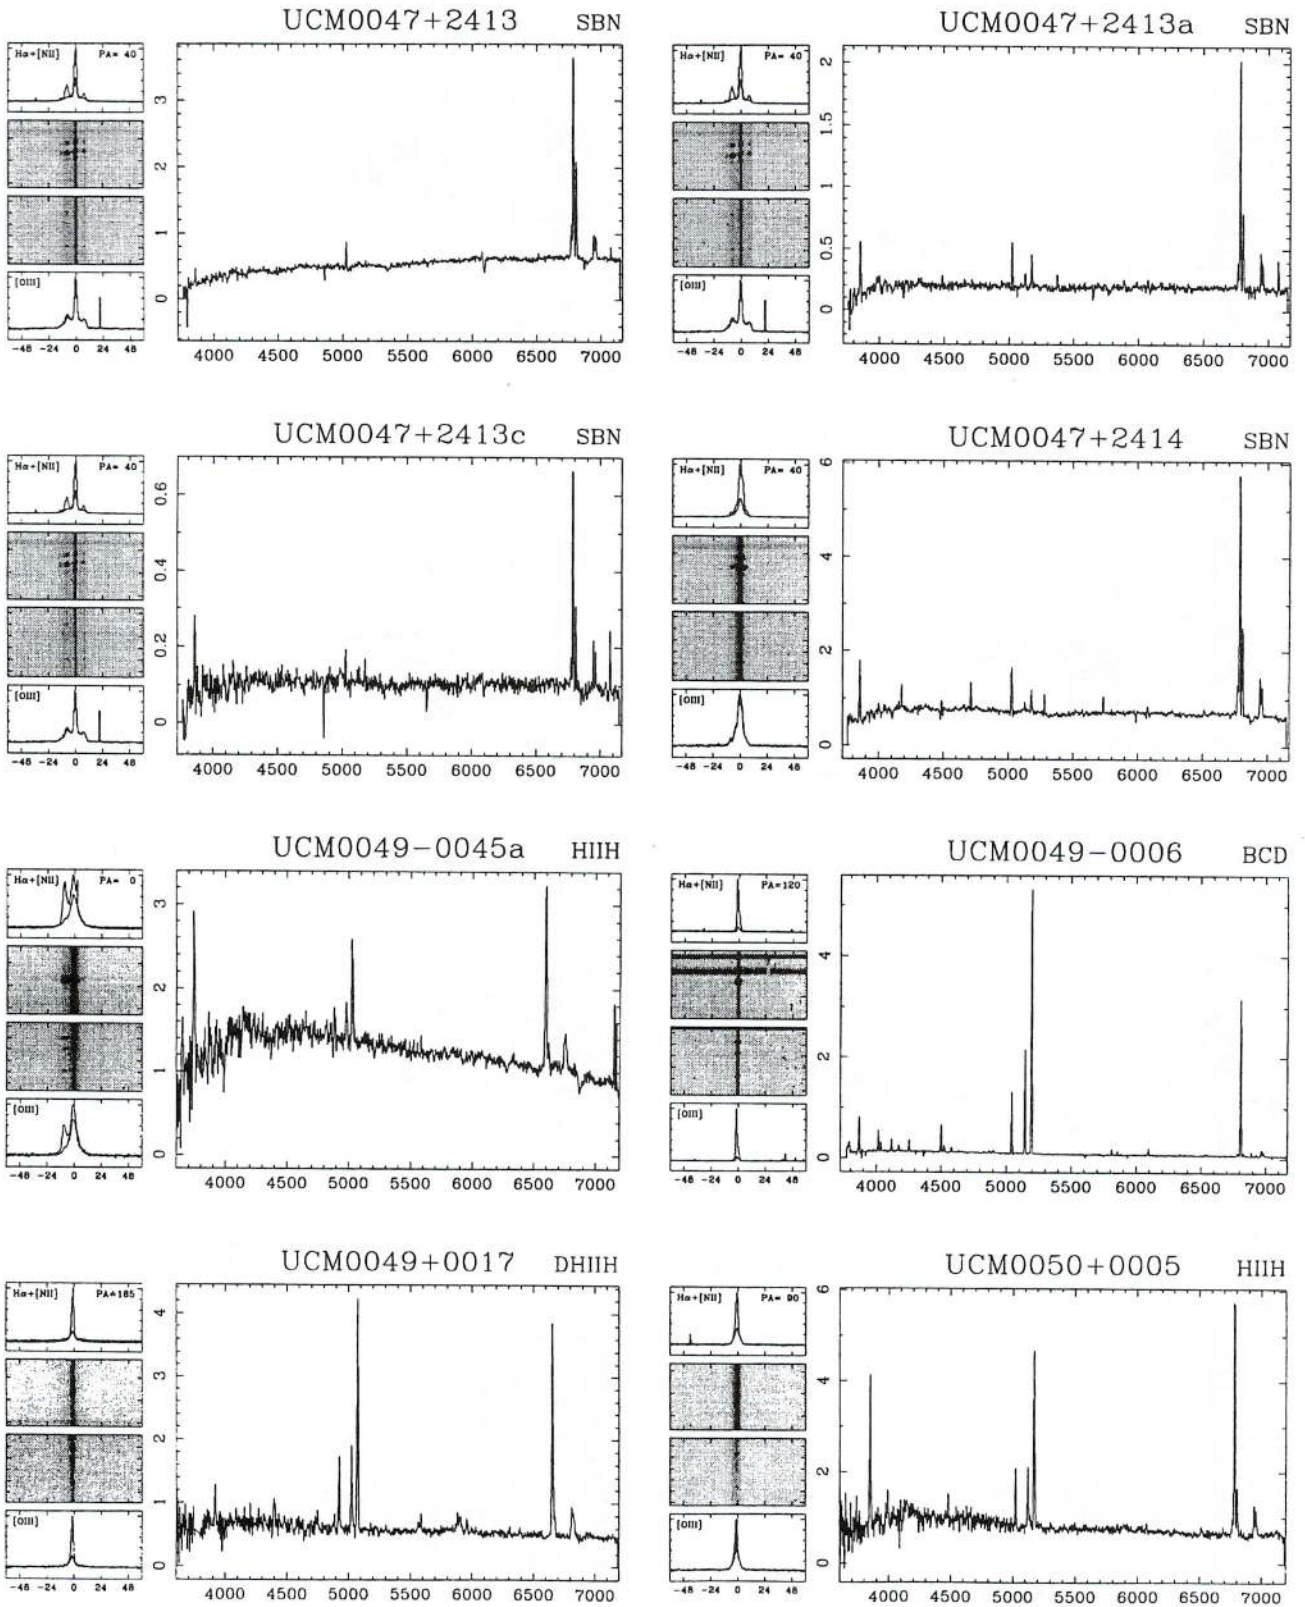 UCM0047+2413 SBN
Hα+[NII] PA= 40
[OIII]
-48 -24 0 24 48
0 1 2 3
4000 4500 5000 5500 6000 6500 7000
UCM0047+2413a SBN
Hα+[NII] PA= 40
[OIII]
-48 -24 0 24 48
0 0.5 1 1.5 2
4000 4500 5000 5500 6000 6500 7000
UCM0047+2413c SBN
Hα+[NII] PA= 40
[OIII]
-48 -24 0 24 48
0 0.2 0.4 0.6
4000 4500 5000 5500 6000 6500 7000
UCM0047+2414 SBN
Hα+[NII] PA= 40
[OIII]
-48 -24 0 24 48
0 2 4 6
4000 4500 5000 5500 6000 6500 7000
UCM0049-0045a HIIH
Hα+[NII] PA= 0
[OIII]
-48 -24 0 24 48
0 1 2 3
4000 4500 5000 5500 6000 6500 7000
UCM0049-0006 BCD
Hα+[NII] PA=120
[OIII]
-48 -24 0 24 48
0 2 4
4000 4500 5000 5500 6000 6500 7000
UCM0049+0017 DHIIH
Hα+[NII] PA=165
[OIII]
-48 -24 0 24 48
0 1 2 3 4
4000 4500 5000 5500 6000 6500 7000
UCM0050+0005 HIIH
Hα+[NII] PA= 90
[OIII]
-48 -24 0 24 48
0 2 4 6
4000 4500 5000 5500 6000 6500 7000